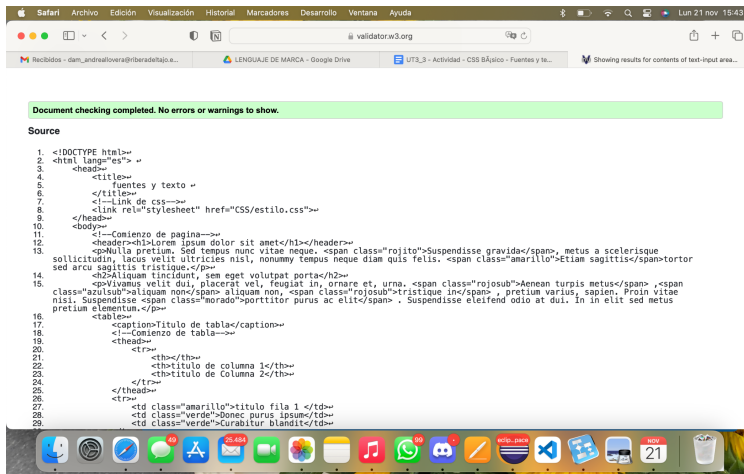 Safari Archivo Edición Visualización Historial Marcadores Desarrollo Ventana Ayuda Lun 21 nov 15:43
validator.w3.org
Recibidos - dam_andreallovera@riberadeltajo.e... LENGUAJE DE MARCA - Google Drive UT3_3 - Actividad - CSS BÃ¡sico - Fuentes y te... Showing results for contents of text-input area...
Document checking completed. No errors or warnings to show.
Source
1. <!DOCTYPE html>↩
2. <html lang="es"> ↩
3. <head>↩
4. <title>↩
5. fuentes y texto ↩
6. </title>↩
7. <!--Link de css-->↩
8. <link rel="stylesheet" href="CSS/estilo.css">↩
9. </head>↩
10. <body>↩
11. <!--Comienzo de pagina-->↩
12. <header><h1>Lorem ipsum dolor sit amet</h1></header>↩
13. <p>Nulla pretium. Sed tempus nunc vitae neque. <span class="rojito">Suspendisse gravida</span>, metus a scelerisque
sollicitudin, lacus velit ultricies nisl, nonummy tempus neque diam quis felis. <span class="amarillo">Etiam sagittis</span>tortor
sed arcu sagittis tristique.</p>↩
14. <h2>Aliquam tincidunt, sem eget volutpat porta</h2>↩
15. <p>Vivamus velit dui, placerat vel, feugiat in, ornare et, urna. <span class="rojosub">Aenean turpis metus</span> ,<span
class="azulsub">aliquam non</span> aliquam non, <span class="rojosub">tristique in</span> , pretium varius, sapien. Proin vitae
nisi. Suspendisse <span class="morado">porttitor purus ac elit</span> . Suspendisse eleifend odio at dui. In in elit sed metus
pretium elementum.</p>↩
16. <table>↩
17. <caption>Titulo de tabla</caption>↩
18. <!--Comienzo de tabla-->↩
19. <thead>↩
20. <tr>↩
21. <th></th>↩
22. <th>titulo de columna 1</th>↩
23. <th>titulo de Columna 2</th>↩
24. </tr>↩
25. </thead>↩
26. <tr>↩
27. <td class="amarillo">titulo fila 1 </td>↩
28. <td class="verde">Donec purus ipsum</td>↩
29. <td class="verde">Curabitur blandit</td>↩
49 25.484 99 eclip...pace NOV 21